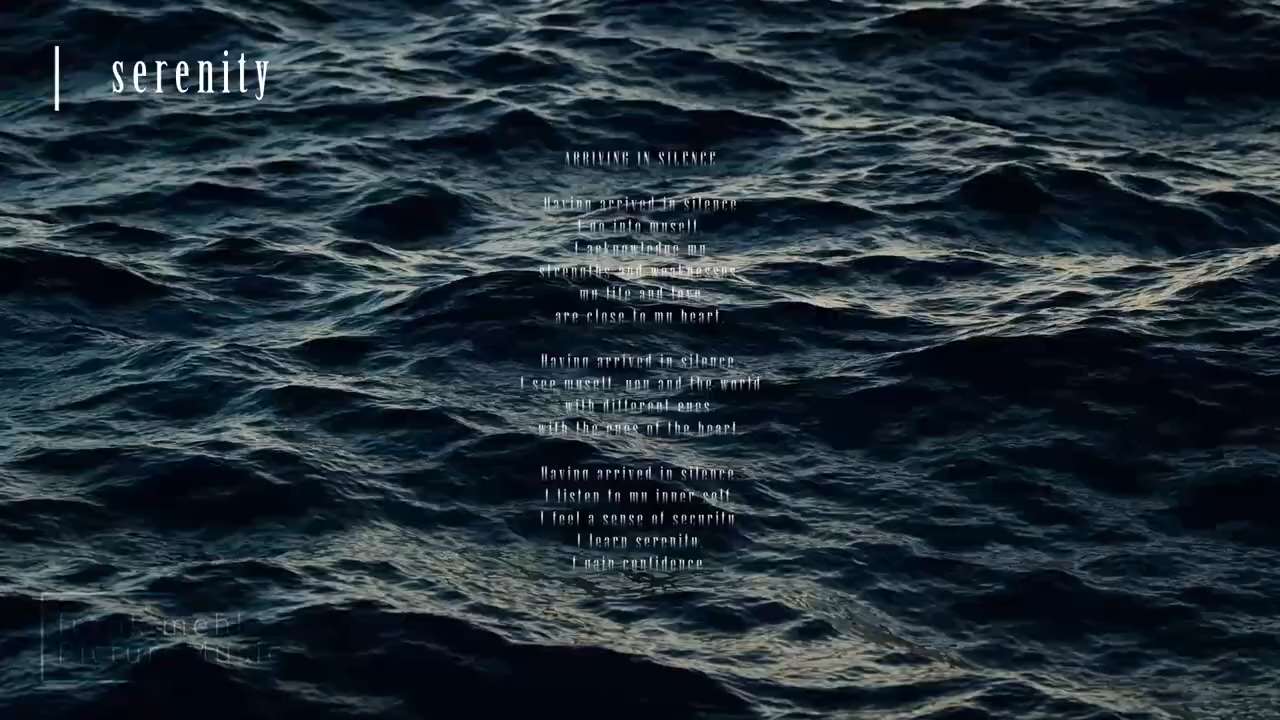 serenity
ARRIVING IN SILENCE
Having arrived in silence
I go into myself.
I acknowledge my
strengths and weaknesses
my life and love
are close to my heart.
Having arrived in silence
I see myself, you and the world
with different eyes
with the eyes of the heart
Having arrived in silence
I listen to my inner self
I feel a sense of security
I learn serenity.
I gain confidence